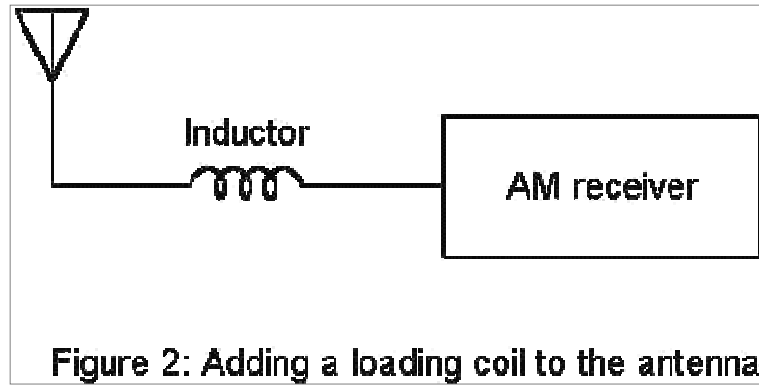 Inductor
AM receiver
Figure 2: Adding a loading coil to the antenna